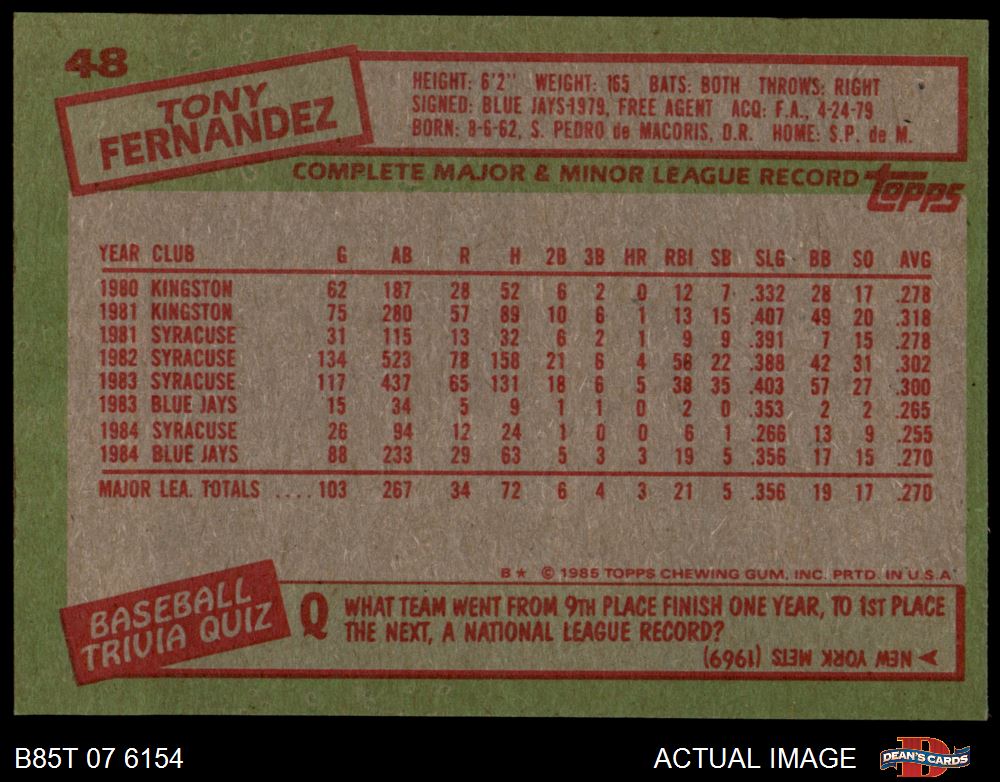 48
TONY
FERNANDEZ
HEIGHT: 6'2" WEIGHT: 165 BATS: BOTH THROWS: RIGHT
SIGNED: BLUE JAYS-1979, FREE AGENT ACQ: F.A., 4-24-79
BORN: 8-6-62, S. PEDRO de MACORIS, D.R. HOME: S.P. de M.
COMPLETE MAJOR & MINOR LEAGUE RECORD topps
YEAR CLUB G AB R H 2B 3B HR RBI SB SLG BB SO AVG
1980 KINGSTON 62 187 28 52 6 2 0 12 7 .332 28 17 .278
1981 KINGSTON 75 280 57 89 10 6 1 13 15 .407 49 20 .318
1981 SYRACUSE 31 115 13 32 6 2 1 9 9 .391 7 15 .278
1982 SYRACUSE 134 523 78 158 21 6 4 56 22 .388 42 31 .302
1983 SYRACUSE 117 437 65 131 18 6 5 38 35 .403 57 27 .300
1983 BLUE JAYS 15 34 5 9 1 1 0 2 0 .353 2 2 .265
1984 SYRACUSE 26 94 12 24 1 0 0 6 1 .266 13 9 .255
1984 BLUE JAYS 88 233 29 63 5 3 3 19 5 .356 17 15 .270
MAJOR LEA. TOTALS .... 103 267 34 72 6 4 3 21 5 .356 19 17 .270
B★ © 1985 TOPPS CHEWING GUM, INC. PRTD. IN U.S.A.
BASEBALL
TRIVIA QUIZ
Q WHAT TEAM WENT FROM 9TH PLACE FINISH ONE YEAR, TO 1ST PLACE
THE NEXT, A NATIONAL LEAGUE RECORD?
➤ NEW YORK METS (1969)
B85T 07 6154
ACTUAL IMAGE
DEAN'S CARDS